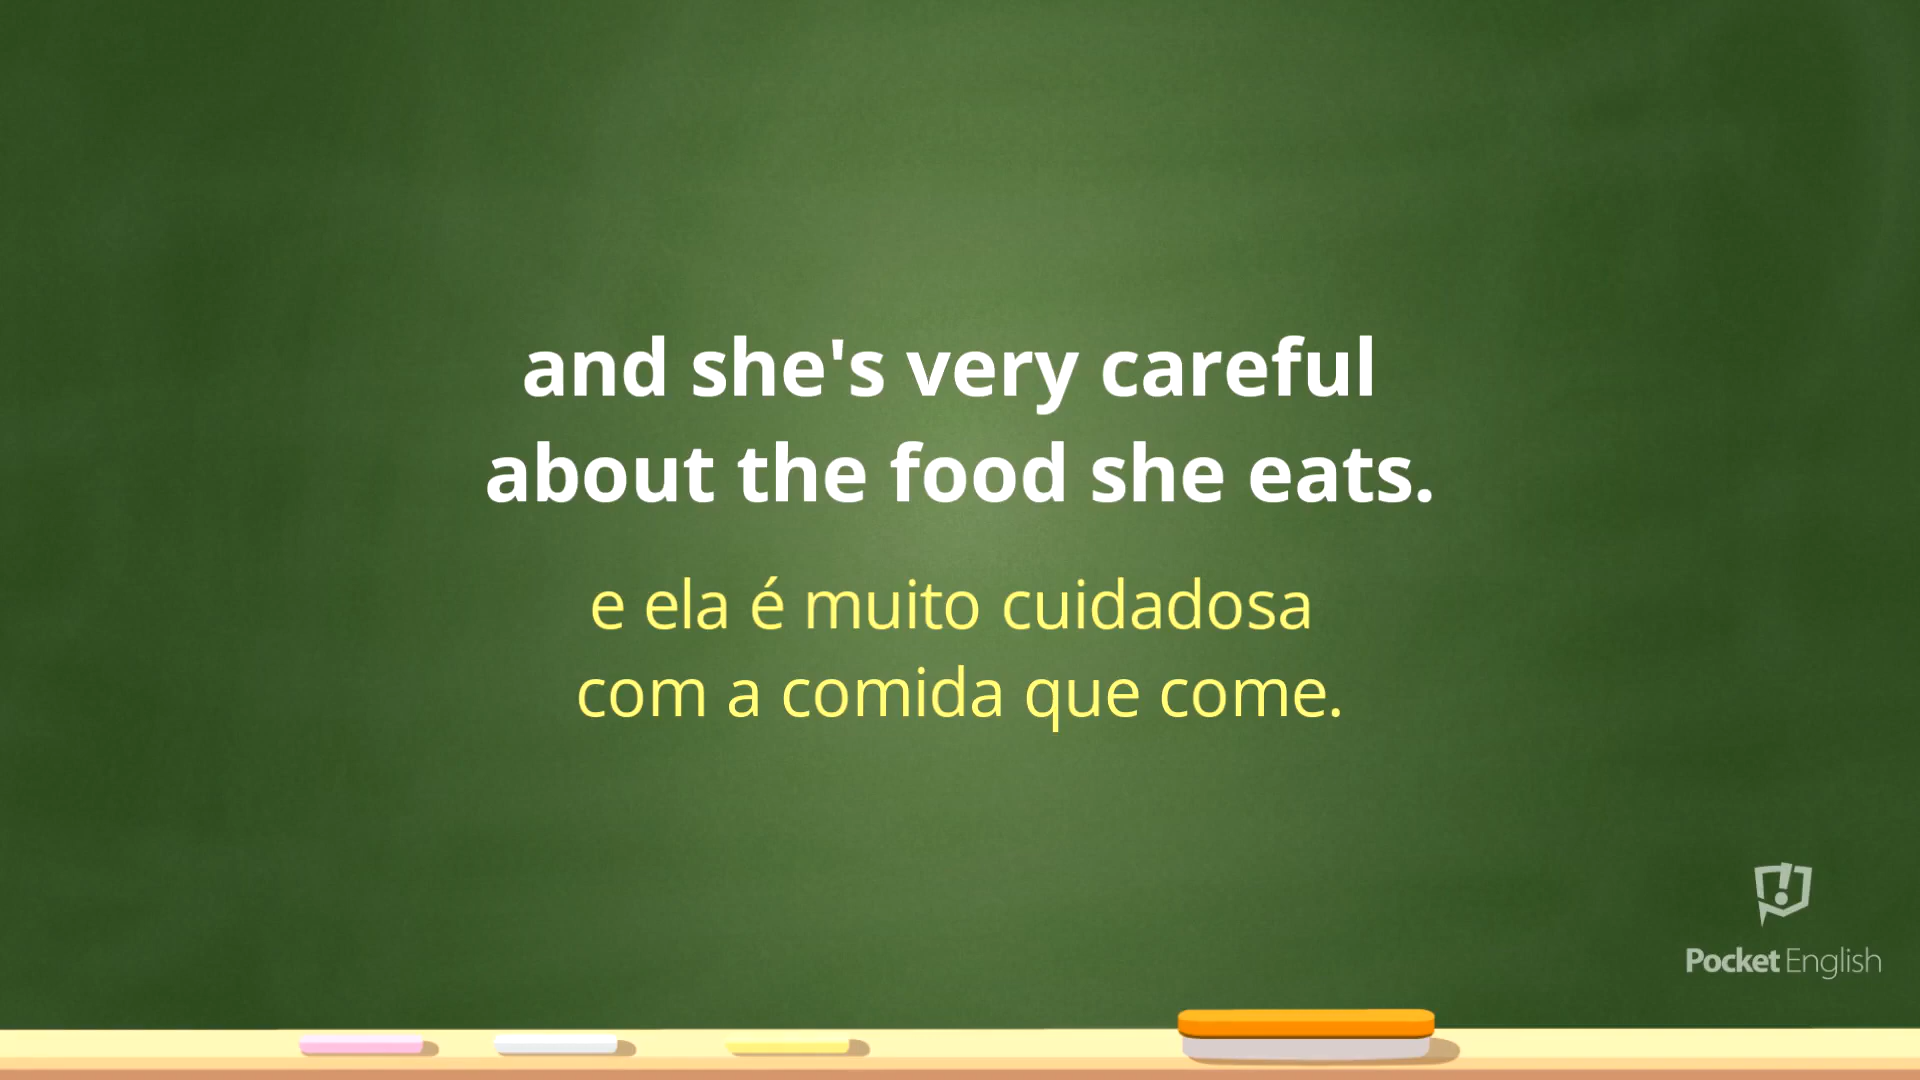 and she's very careful
about the food she eats.
e ela é muito cuidadosa
com a comida que come.
Pocket English